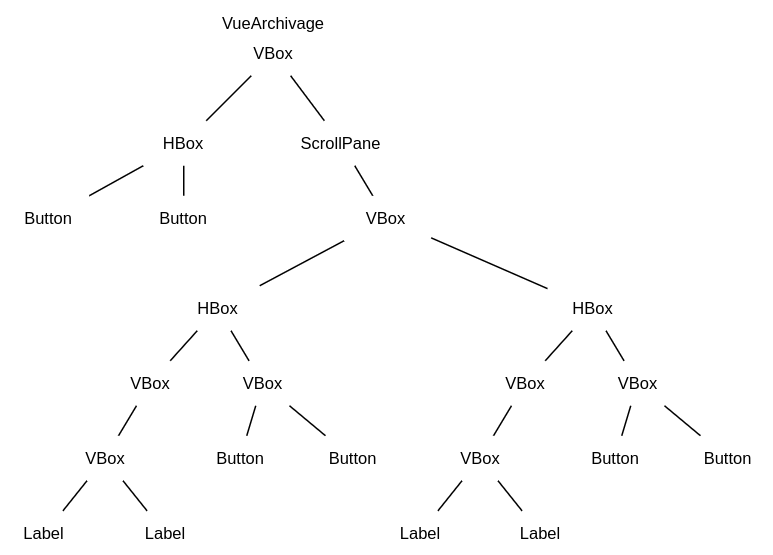 VueArchivage
VBox
HBox ScrollPane
Button Button VBox
HBox HBox
VBox VBox VBox VBox
VBox Button Button VBox Button Button
Label Label Label Label